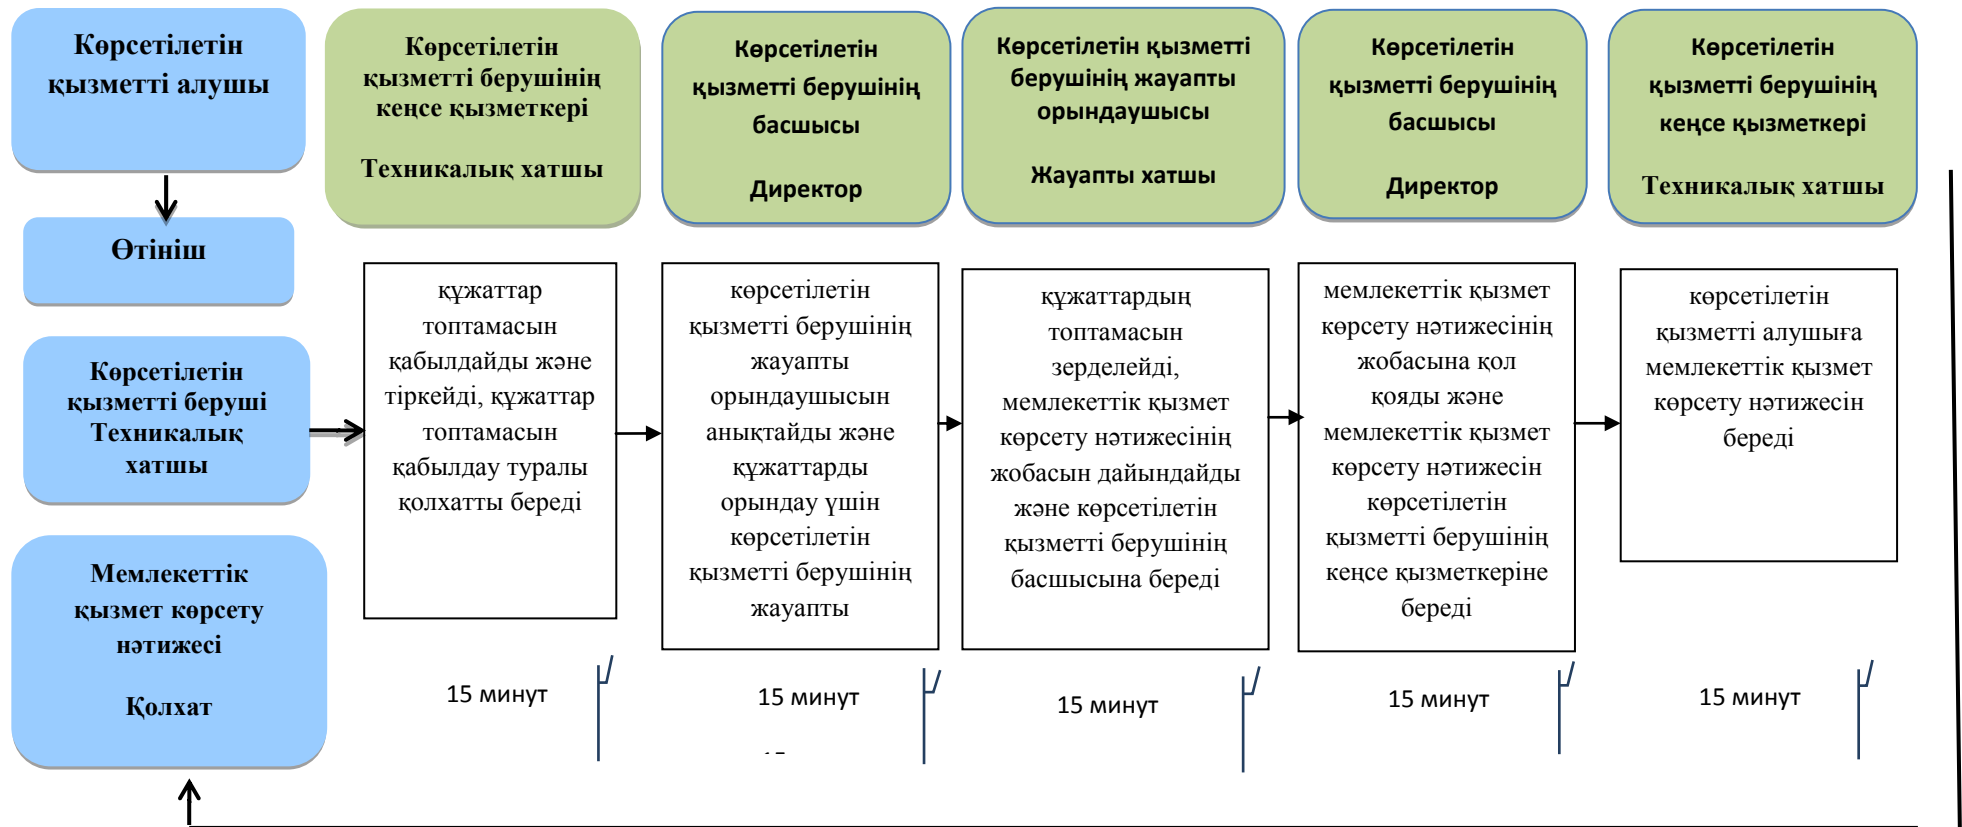 Көрсетілетін
қызметті алушы
Өтініш
Көрсетілетін
қызметті беруші
Техникалық
хатшы
Мемлекеттік
қызмет көрсету
нәтижесі
Қолхат
Көрсетілетін
қызметті берушінің
кеңсе қызметкері
Техникалық хатшы
Көрсетілетін
қызметті берушінің
басшысы
Директор
Көрсетілетін қызметті
берушінің жауапты
орындаушысы
Жауапты хатшы
Көрсетілетін
қызметті берушінің
басшысы
Директор
Көрсетілетін
қызметті берушінің
кеңсе қызметкері
Техникалық хатшы
құжаттар
топтамасын
қабылдайды және
тіркейді, құжаттар
топтамасын
қабылдау туралы
қолхатты береді
көрсетілетін
қызметті берушінің
жауапты
орындаушысын
анықтайды және
құжаттарды
орындау үшін
көрсетілетін
қызметті берушінің
жауапты
құжаттардың
топтамасын
зерделейді,
мемлекеттік қызмет
көрсету нәтижесінің
жобасын дайындайды
және көрсетілетін
қызметті берушінің
басшысына береді
мемлекеттік қызмет
көрсету нәтижесінің
жобасына қол
қояды және
мемлекеттік қызмет
көрсету нәтижесін
көрсетілетін
қызметті берушінің
кеңсе қызметкеріне
береді
көрсетілетін
қызметті алушыға
мемлекеттік қызмет
көрсету нәтижесін
береді
15 минут
15 минут
15 минут
15 минут
15 минут